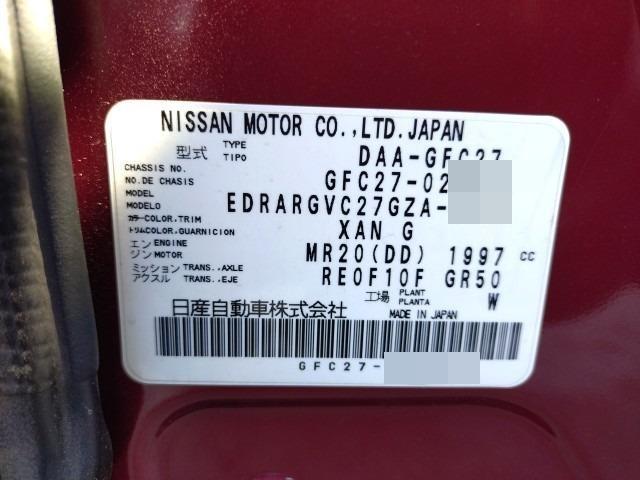 NISSAN MOTOR CO.,LTD.JAPAN
型式 TYPE TIPO DAA-GFC27
CHASSIS NO. NO.DE CHASIS GFC27-02
MODEL MODELO EDRARGVC27GZA-
カラー COLOR,TRIM トリム COLOR,GUARNICION XAN G
エンジン ENGINE MOTOR MR20(DD) 1997 CC
ミッション TRANS.,AXLE アクスル TRANS.,EJE RE0F10F GR50
工場 PLANT PLANTA W
日産自動車株式会社 MADE IN JAPAN
GFC27-